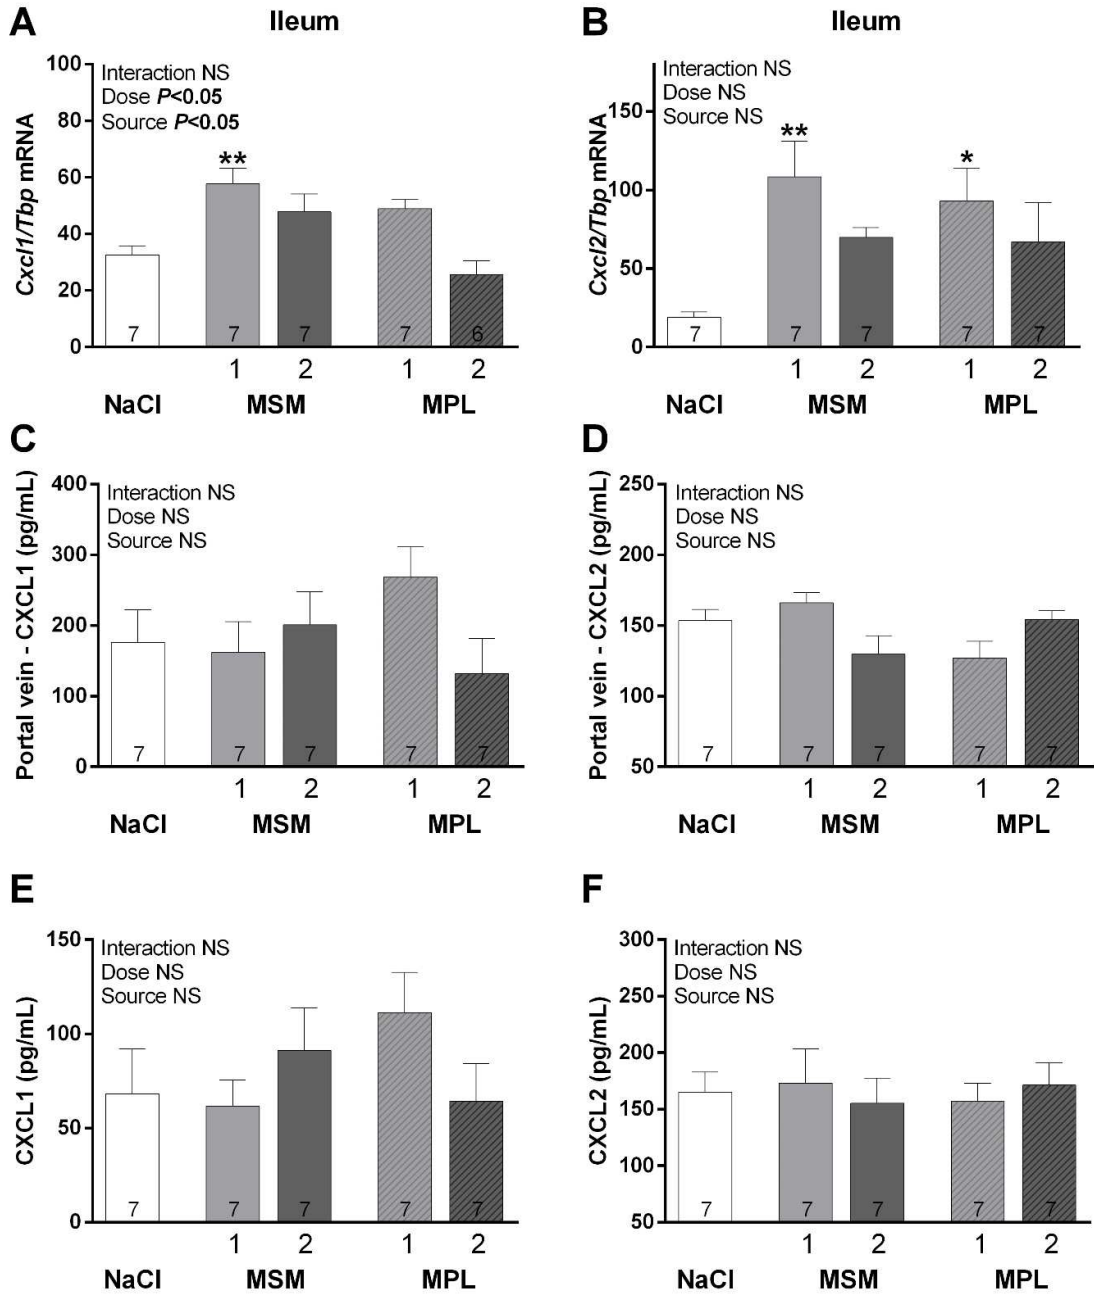 A
Ileum
Cxcl1/Tbp mRNA
100
80
60
40
20
0
Interaction NS
Dose P<0.05
Source P<0.05
**
7
7
7
7
6
1
2
1
2
NaCl
MSM
MPL
B
Ileum
Cxcl2/Tbp mRNA
150
100
50
0
Interaction NS
Dose NS
Source NS
**
*
7
7
7
7
7
1
2
1
2
NaCl
MSM
MPL
C
Portal vein - CXCL1 (pg/mL)
400
300
200
100
0
Interaction NS
Dose NS
Source NS
7
7
7
7
7
1
2
1
2
NaCl
MSM
MPL
D
Portal vein - CXCL2 (pg/mL)
250
200
150
100
50
Interaction NS
Dose NS
Source NS
7
7
7
7
7
1
2
1
2
NaCl
MSM
MPL
E
CXCL1 (pg/mL)
150
100
50
0
Interaction NS
Dose NS
Source NS
7
7
7
7
7
1
2
1
2
NaCl
MSM
MPL
F
CXCL2 (pg/mL)
300
250
200
150
100
50
Interaction NS
Dose NS
Source NS
7
7
7
7
7
1
2
1
2
NaCl
MSM
MPL